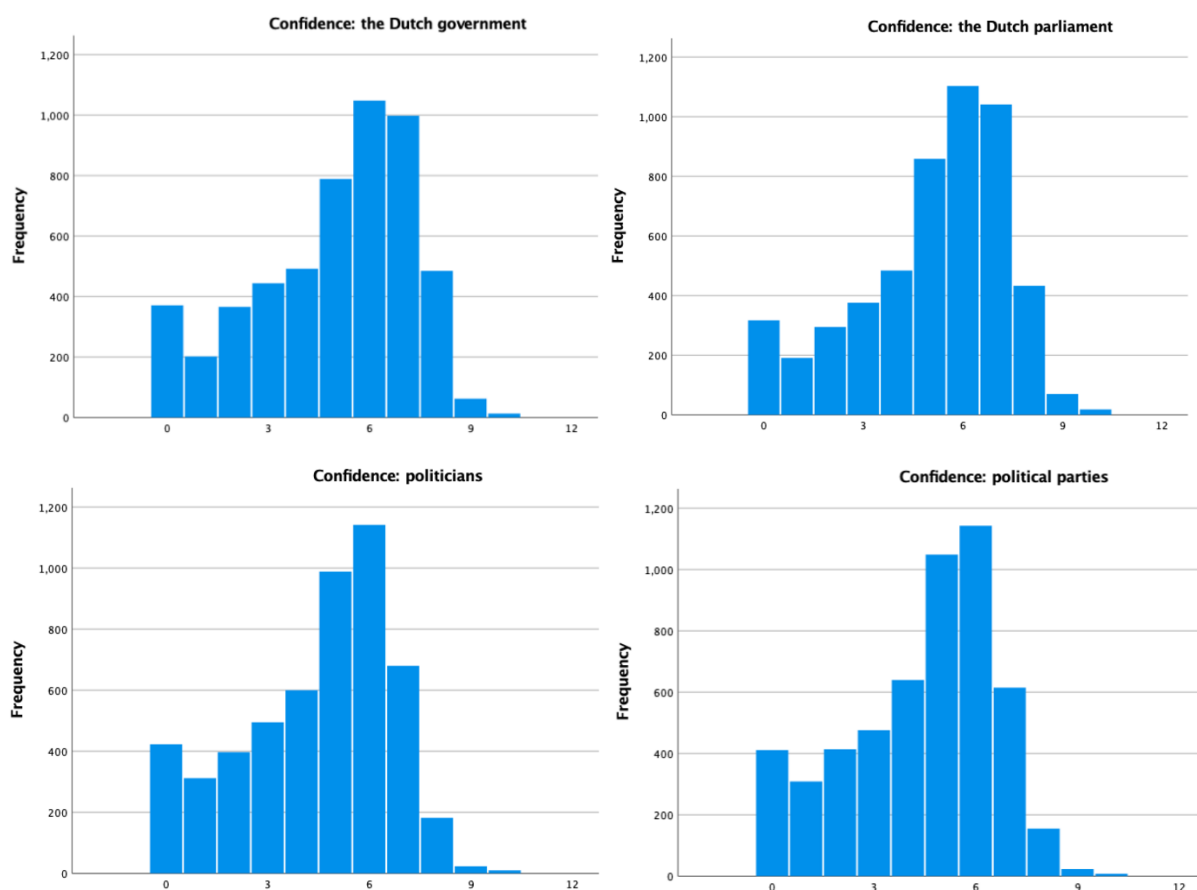 Confidence: the Dutch government
1,200
1,000
800
600
400
200
0
Frequency
0 3 6 9 12
Confidence: the Dutch parliament
1,200
1,000
800
600
400
200
0
Frequency
0 3 6 9 12
Confidence: politicians
1,200
1,000
800
600
400
200
0
Frequency
0 3 6 9 12
Confidence: political parties
1,200
1,000
800
600
400
200
0
Frequency
0 3 6 9 12